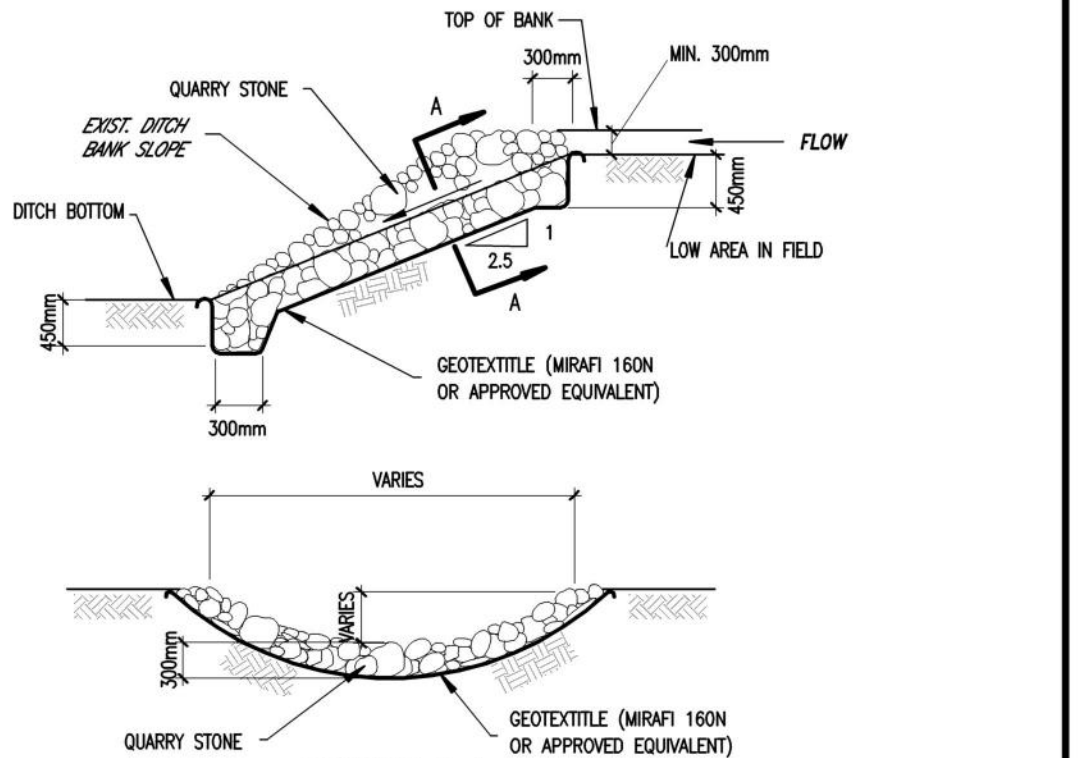 TOP OF BANK
300mm
MIN. 300mm
QUARRY STONE
A
EXIST. DITCH
BANK SLOPE
FLOW
450mm
DITCH BOTTOM
1
2.5
LOW AREA IN FIELD
A
450mm
GEOTEXTITLE (MIRAFI 160N
OR APPROVED EQUIVALENT)
300mm
VARIES
VARIES
300mm
GEOTEXTITLE (MIRAFI 160N
OR APPROVED EQUIVALENT)
QUARRY STONE